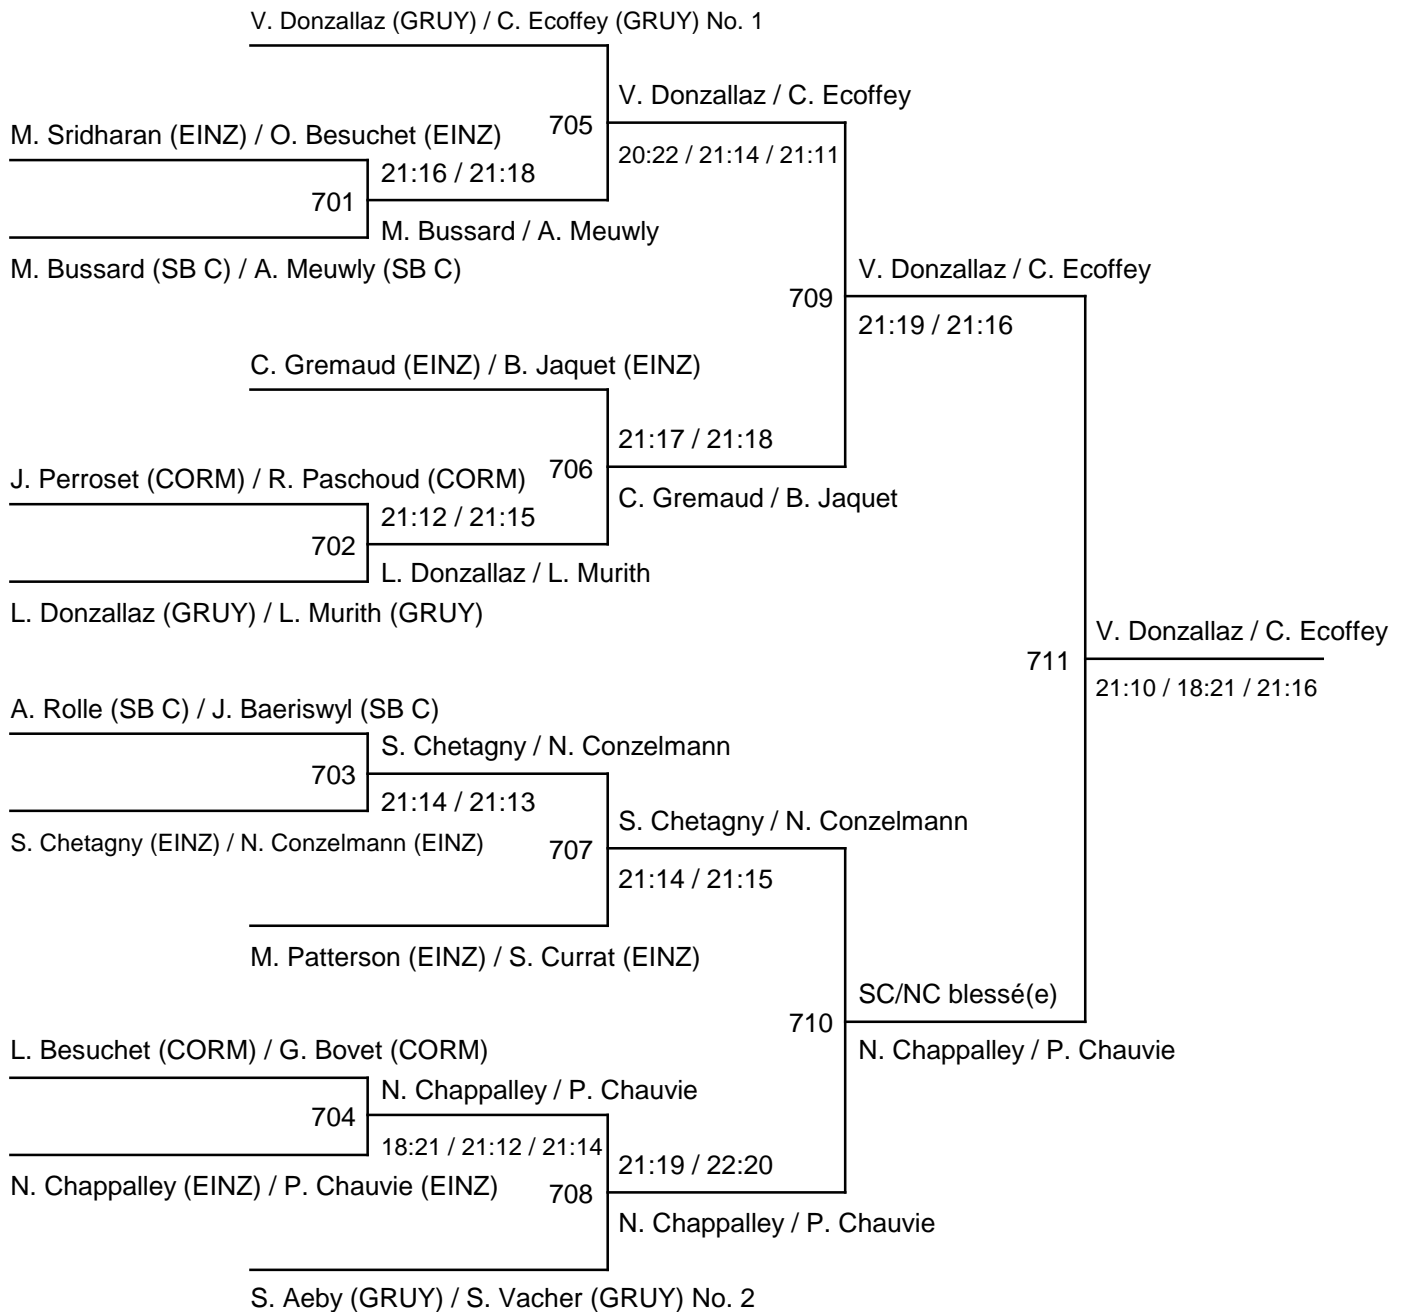 V. Donzallaz (GRUY) / C. Ecoffey (GRUY) No. 1
V. Donzallaz / C. Ecoffey
705
M. Sridharan (EINZ) / O. Besuchet (EINZ)
20:22 / 21:14 / 21:11
21:16 / 21:18
701
M. Bussard / A. Meuwly
M. Bussard (SB C) / A. Meuwly (SB C)
V. Donzallaz / C. Ecoffey
709
21:19 / 21:16
C. Gremaud (EINZ) / B. Jaquet (EINZ)
21:17 / 21:18
706
J. Perroset (CORM) / R. Paschoud (CORM)
C. Gremaud / B. Jaquet
21:12 / 21:15
702
L. Donzallaz / L. Murith
L. Donzallaz (GRUY) / L. Murith (GRUY)
V. Donzallaz / C. Ecoffey
711
21:10 / 18:21 / 21:16
A. Rolle (SB C) / J. Baeriswyl (SB C)
S. Chetagny / N. Conzelmann
703
21:14 / 21:13
S. Chetagny / N. Conzelmann
S. Chetagny (EINZ) / N. Conzelmann (EINZ)
707
21:14 / 21:15
M. Patterson (EINZ) / S. Currat (EINZ)
SC/NC blessé(e)
710
L. Besuchet (CORM) / G. Bovet (CORM)
N. Chappalley / P. Chauvie
N. Chappalley / P. Chauvie
704
18:21 / 21:12 / 21:14
21:19 / 22:20
N. Chappalley (EINZ) / P. Chauvie (EINZ)
708
N. Chappalley / P. Chauvie
S. Aeby (GRUY) / S. Vacher (GRUY) No. 2